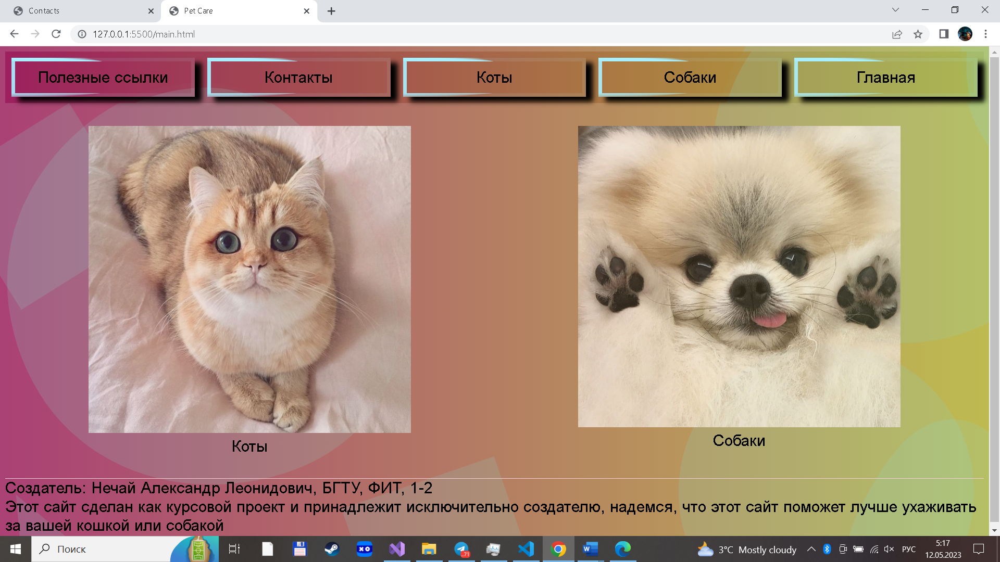 Contacts
Pet Care
127.0.0.1:5500/main.html
Полезные ссылки
Контакты
Коты
Собаки
Главная
Коты
Собаки
Создатель: Нечай Александр Леонидович, БГТУ, ФИТ, 1-2
Этот сайт сделан как курсовой проект и принадлежит исключительно создателю, надемся, что этот сайт поможет лучше ухаживать
за вашей кошкой или собакой
Поиск
XO
..71
W
3°C Mostly cloudy
РУС
5:17
12.05.2023